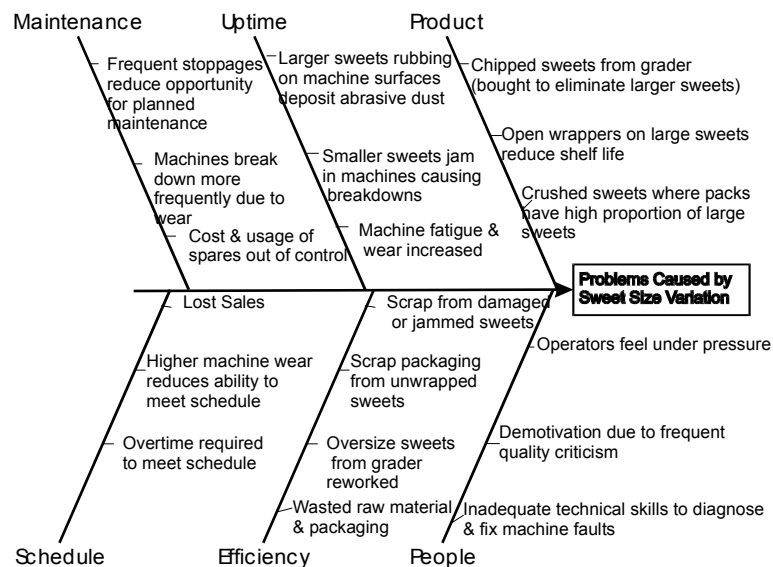 Maintenance
Uptime
Product
Frequent stoppages
reduce opportunity
for planned
maintenance
Machines break
down more
frequently due to
wear
Cost & usage of
spares out of control
Larger sweets rubbing
on machine surfaces
deposit abrasive dust
Smaller sweets jam
in machines causing
breakdowns
Machine fatigue &
wear increased
Chipped sweets from grader
(bought to eliminate larger sweets)
Open wrappers on large sweets
reduce shelf life
Crushed sweets where packs
have high proportion of large
sweets
Problems Caused by
Sweet Size Variation
Lost Sales
Higher machine wear
reduces ability to
meet schedule
Overtime required
to meet schedule
Scrap from damaged
or jammed sweets
Scrap packaging
from unwrapped
sweets
Oversize sweets
from grader
reworked
Wasted raw material
& packaging
Operators feel under pressure
Demotivation due to frequent
quality criticism
Inadequate technical skills to diagnose
& fix machine faults
Schedule
Efficiency
People